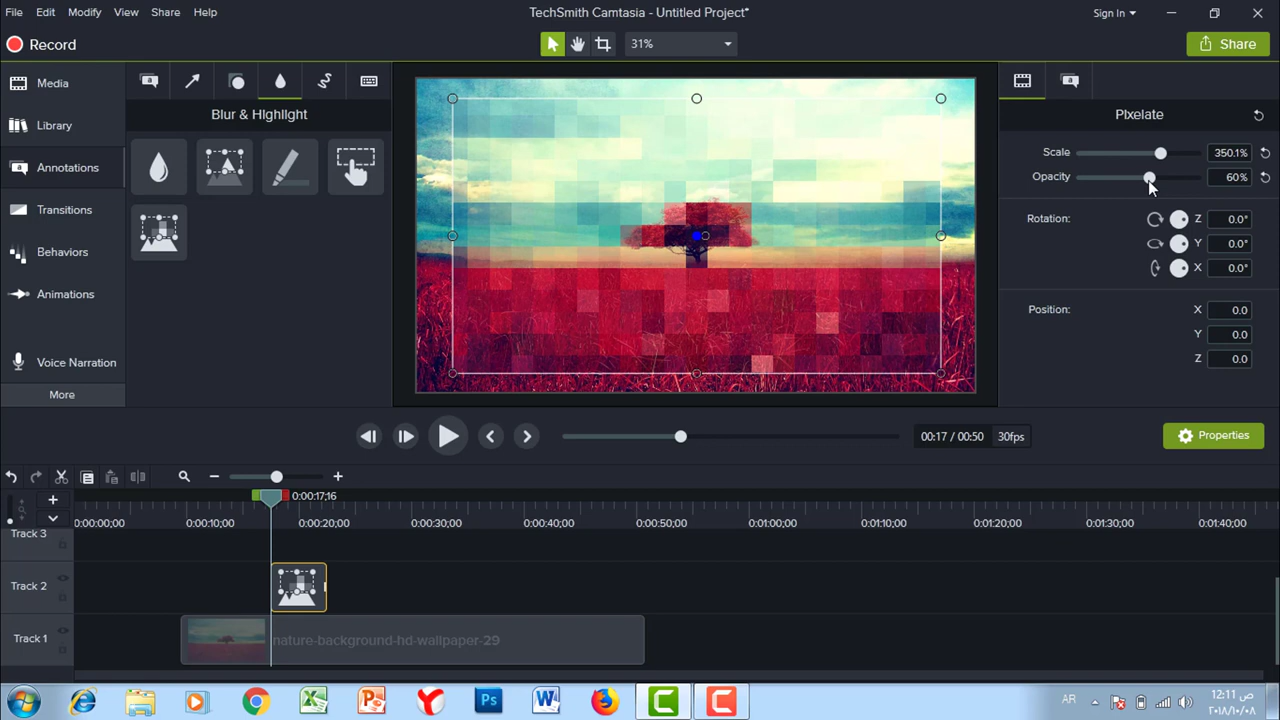 File Edit Modify View Share Help
TechSmith Camtasia - Untitled Project*
Sign In
Record
31%
Share
Media
Library
Annotations
Transitions
Behaviors
Animations
Voice Narration
More
Blur & Highlight
Pixelate
Scale 350.1%
Opacity 60%
Rotation: Z 0.0°
Y 0.0°
X 0.0°
Position: X 0.0
Y 0.0
Z 0.0
00:17 / 00:50 30fps
Properties
0:00:17;16
0:00:00;00 0:00:10;00 0:00:20;00 0:00:30;00 0:00:40;00 0:00:50;00 0:01:00;00 0:01:10;00 0:01:20;00 0:01:30;00 0:01:40;00
Track 3
Track 2
Track 1
nature-background-hd-wallpaper-29
Ps
AR
12:11 ص
٢٠١٨/١٠/٠٨